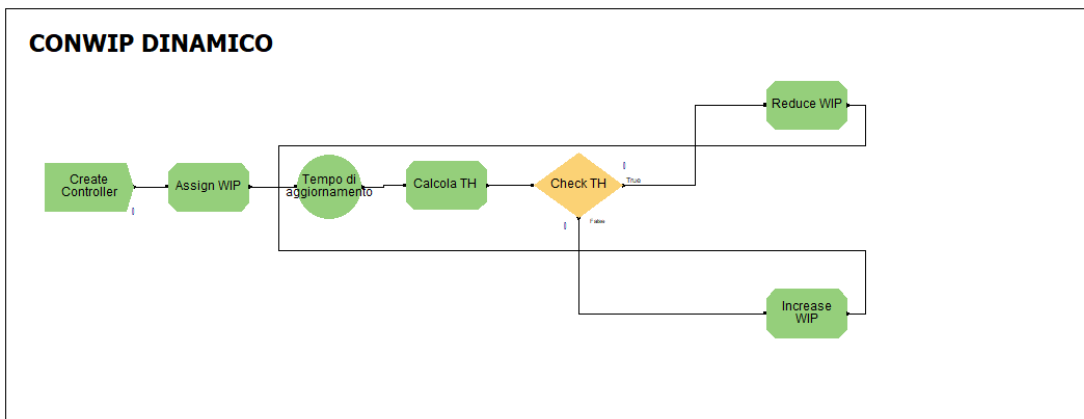 CONWIP DINAMICO
Reduce WIP
Create
Controller
Assign WIP
Tempo di
aggiornamento
Calcola TH
Check TH
True
False
Increase
WIP